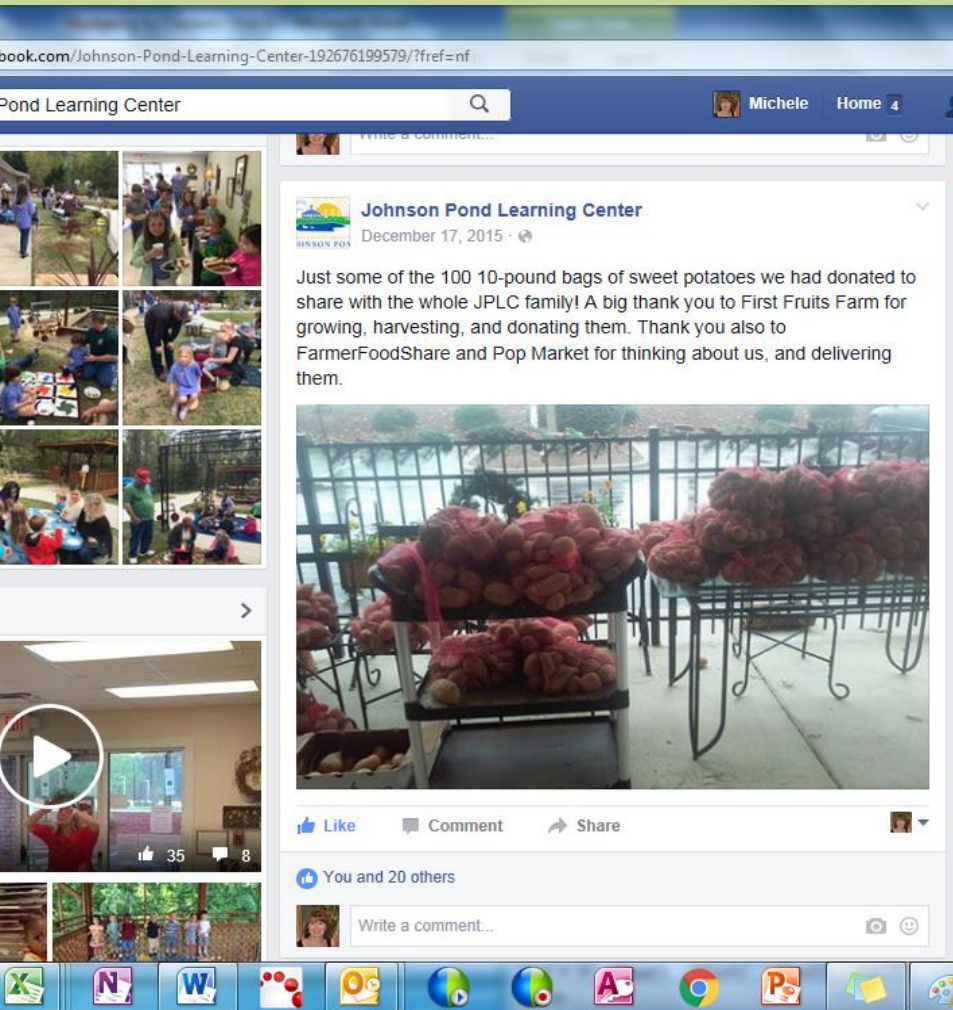 book.com/Johnson-Pond-Learning-Center-192676199579/?fref=nf
Pond Learning Center
Michele
Home 4
Write a comment...
Johnson Pond Learning Center
December 17, 2015
Just some of the 100 10-pound bags of sweet potatoes we had donated to
share with the whole JPLC family! A big thank you to First Fruits Farm for
growing, harvesting, and donating them. Thank you also to
FarmerFoodShare and Pop Market for thinking about us, and delivering
them.
35 8
Like Comment Share
You and 20 others
Write a comment...